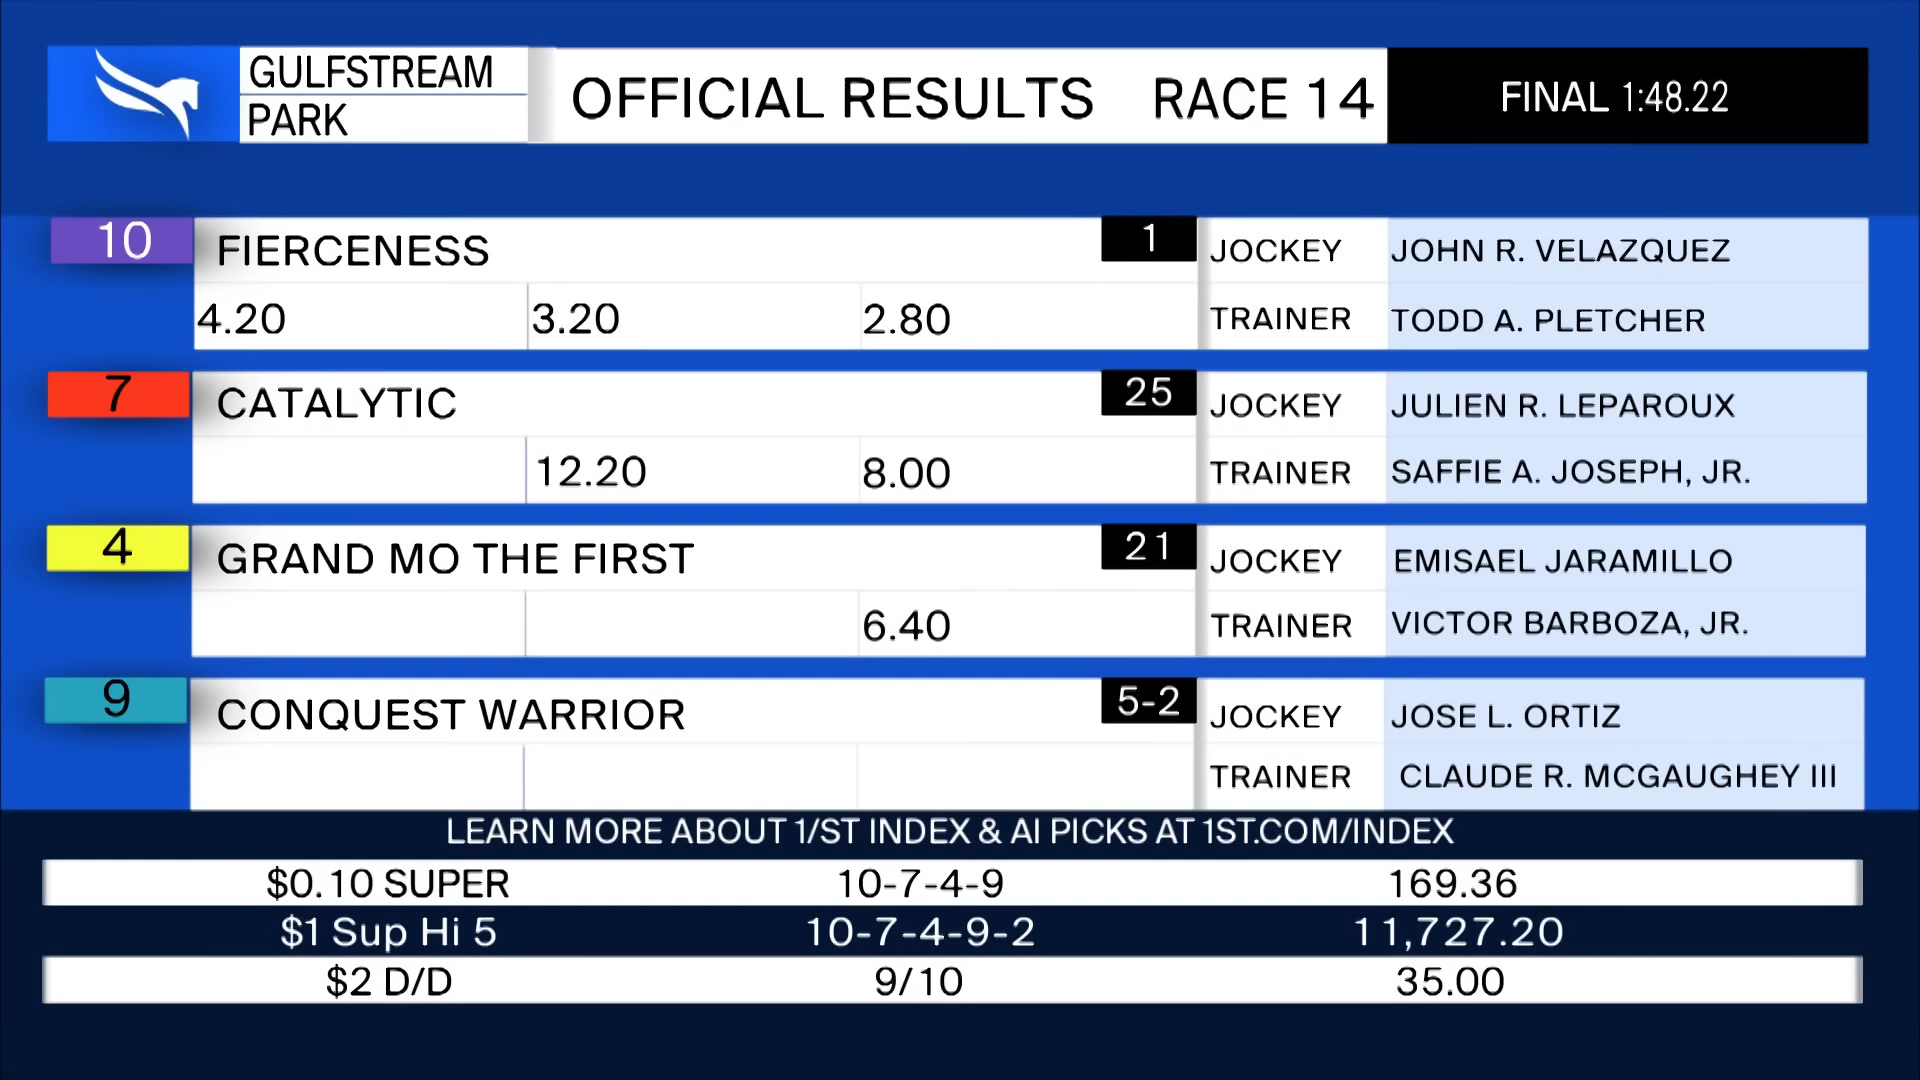 GULFSTREAM
PARK
OFFICIAL RESULTS RACE 14
FINAL 1:48.22
10 FIERCENESS 1 JOCKEY JOHN R. VELAZQUEZ
4.20 3.20 2.80 TRAINER TODD A. PLETCHER
7 CATALYTIC 25 JOCKEY JULIEN R. LEPAROUX
12.20 8.00 TRAINER SAFFIE A. JOSEPH, JR.
4 GRAND MO THE FIRST 21 JOCKEY EMISAEL JARAMILLO
6.40 TRAINER VICTOR BARBOZA, JR.
9 CONQUEST WARRIOR 5-2 JOCKEY JOSE L. ORTIZ
TRAINER CLAUDE R. MCGAUGHEY III
LEARN MORE ABOUT 1/ST INDEX & AI PICKS AT 1ST.COM/INDEX
$0.10 SUPER 10-7-4-9 169.36
$1 Sup Hi 5 10-7-4-9-2 11,727.20
$2 D/D 9/10 35.00